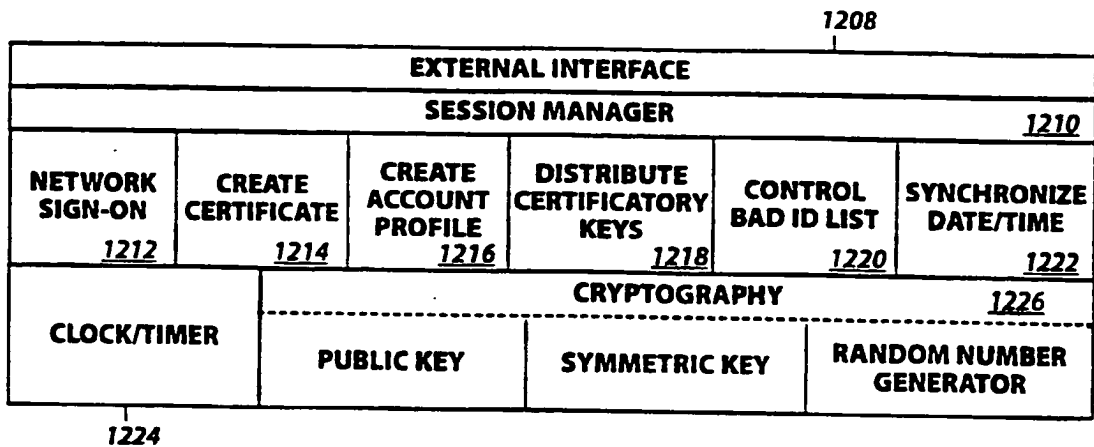 1208
EXTERNAL INTERFACE
SESSION MANAGER
1210
NETWORK
SIGN-ON
1212
CREATE
CERTIFICATE
1214
CREATE
ACCOUNT
PROFILE
1216
DISTRIBUTE
CERTIFICATORY
KEYS
1218
CONTROL
BAD ID LIST
1220
SYNCHRONIZE
DATE/TIME
1222
CLOCK/TIMER
CRYPTOGRAPHY
1226
PUBLIC KEY
SYMMETRIC KEY
RANDOM NUMBER
GENERATOR
1224